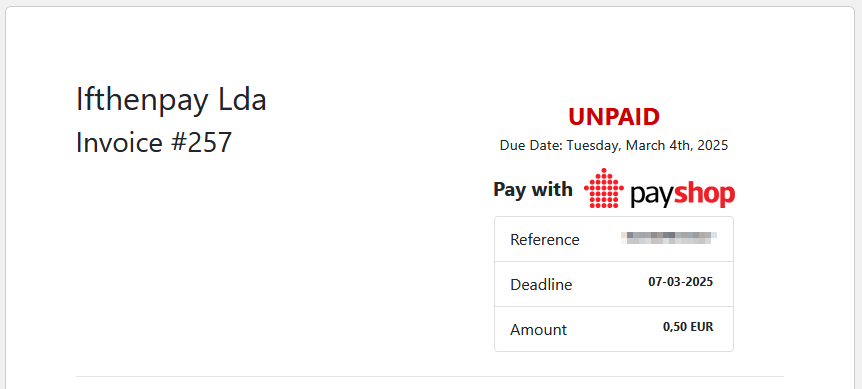 Ifthenpay Lda
Invoice #257
UNPAID
Due Date: Tuesday, March 4th, 2025
Pay with payshop
Reference
Deadline 07-03-2025
Amount 0,50 EUR